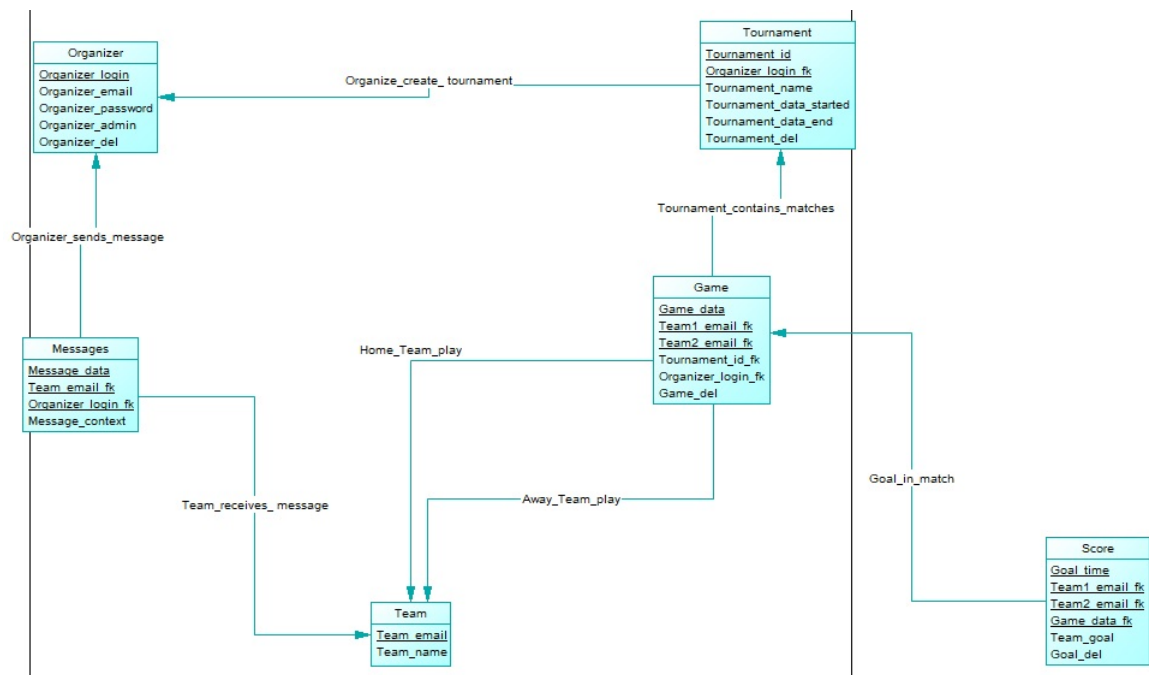 Organizer
Organizer_login
Organizer_email
Organizer_password
Organizer_admin
Organizer_del
Organize_create_ tournament
Tournament
Tournament_id
Organizer_login_fk
Tournament_name
Tournament_data_started
Tournament_data_end
Tournament_del
Organizer_sends_message
Tournament_contains_matches
Messages
Message_data
Team_email_fk
Organizer_login_fk
Message_context
Home_Team_play
Game
Game_data
Team1_email_fk
Team2_email_fk
Tournament_id_fk
Organizer_login_fk
Game_del
Team_receives_ message
Away_Team_play
Goal_in_match
Team
Team_email
Team_name
Score
Goal_time
Team1_email_fk
Team2_email_fk
Game_data_fk
Team_goal
Goal_del